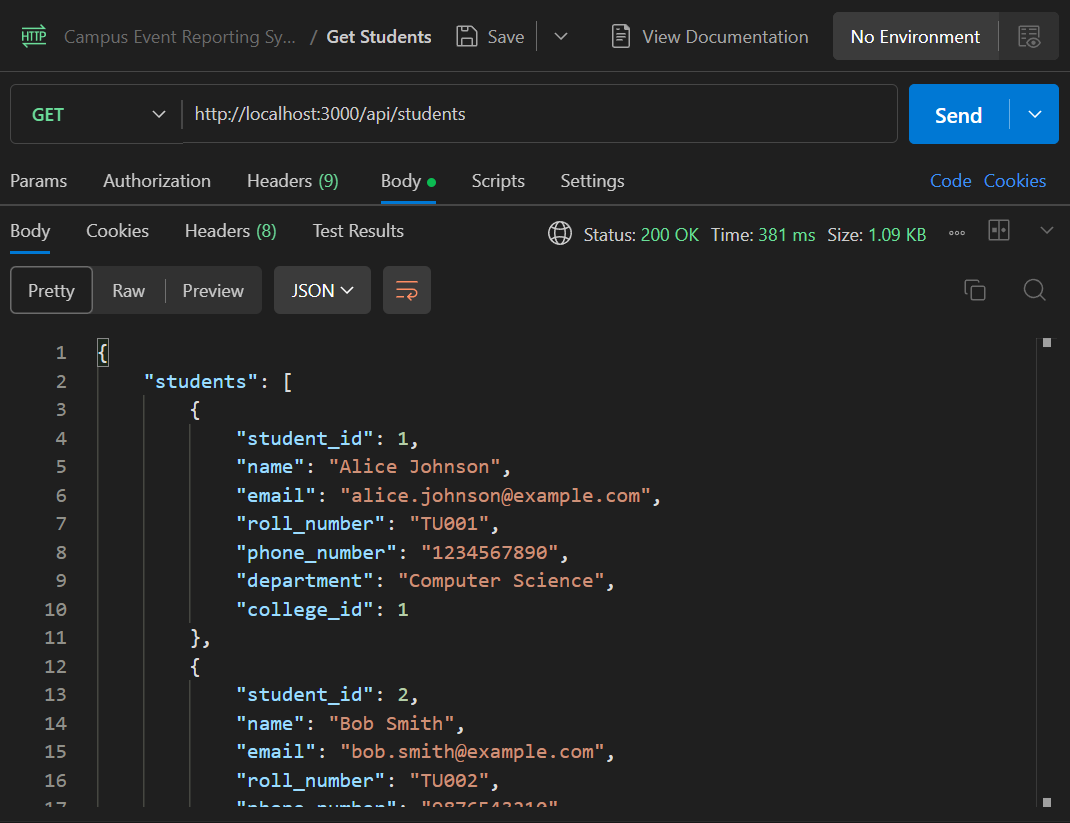 HTTP Campus Event Reporting Sy... / Get Students Save View Documentation No Environment
GET http://localhost:3000/api/students Send
Params Authorization Headers (9) Body Scripts Settings Code Cookies
Body Cookies Headers (8) Test Results Status: 200 OK Time: 381 ms Size: 1.09 KB
Pretty Raw Preview JSON
1 {
2 "students": [
3 {
4 "student_id": 1,
5 "name": "Alice Johnson",
6 "email": "alice.johnson@example.com",
7 "roll_number": "TU001",
8 "phone_number": "1234567890",
9 "department": "Computer Science",
10 "college_id": 1
11 },
12 {
13 "student_id": 2,
14 "name": "Bob Smith",
15 "email": "bob.smith@example.com",
16 "roll_number": "TU002",
17 "phone_number": "9876543210"